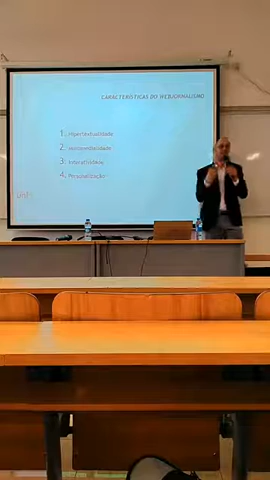 CARACTERÍSTICAS DO WEBJORNALISMO
1. Hipertextualidade
2. Multimedialidade
3. Interatividade
4. Personalização